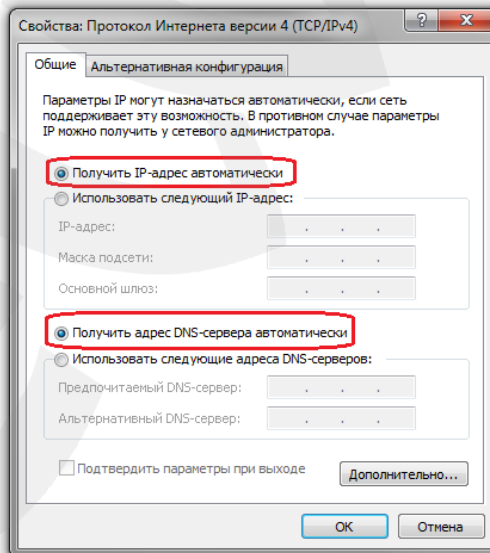 Свойства: Протокол Интернета версии 4 (TCP/IPv4)
Общие
Альтернативная конфигурация
Параметры IP могут назначаться автоматически, если сеть
поддерживает эту возможность. В противном случае параметры
IP можно получить у сетевого администратора.
Получить IP-адрес автоматически
Использовать следующий IP-адрес:
IP-адрес:
Маска подсети:
Основной шлюз:
Получить адрес DNS-сервера автоматически
Использовать следующие адреса DNS-серверов:
Предпочитаемый DNS-сервер:
Альтернативный DNS-сервер:
Подтвердить параметры при выходе
Дополнительно...
ОК
Отмена